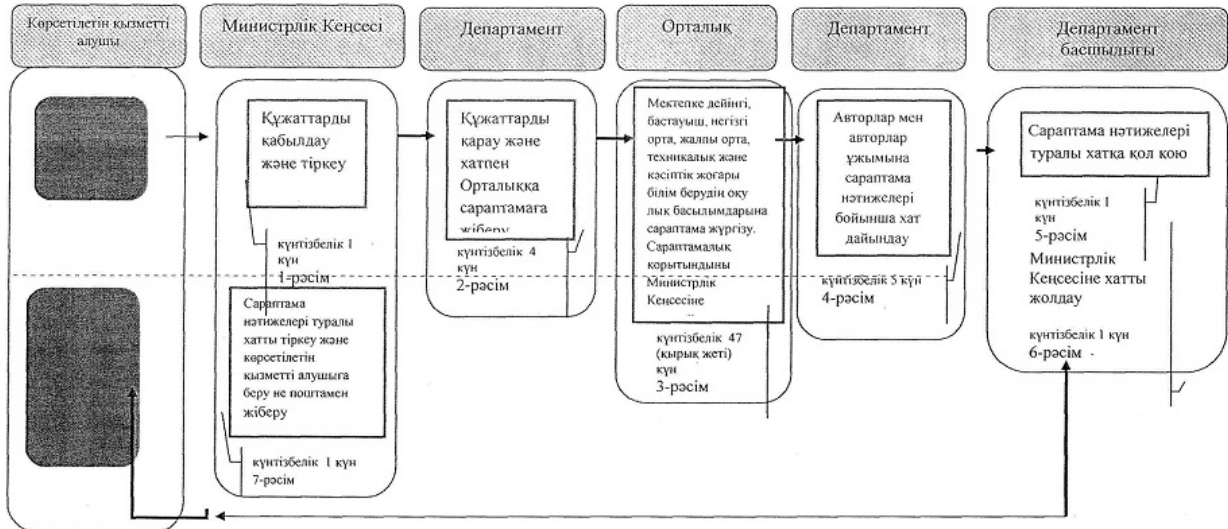 Көрсетілетін қызметті
алушы
Министрлік Кеңсесі
Департамент
Орталық
Департамент
Департамент
басшыдығы
Құжаттарды
қабылдау
және тіркеу
күнтізбелік 1
күн
1-рәсім
Сараптама
нәтижелері туралы
хатты тіркеу және
көрсетілетін
қызметті алушыға
беру не поштамен
жіберу
күнтізбелік 1 күн
7-рәсім
Құжаттарды
қарау және
хатпен
Орталыққа
сараптамаға
жіберу
күнтізбелік 4
күн
2-рәсім
Мектепке дейінгі,
бастауыш, негізгі
орта, жалпы орта,
техникалық және
кәсіптік жоғары
білім берудің оқу
лық басылымдарына
сараптама жүргізу.
Сараптамалық
қорытындыны
Министрлік
Кеңсесіне
күнтізбелік 47
(қырық жеті)
күн
3-рәсім
Авторлар мен
авторлар
ұжымына
сараптама
нәтижелері
бойынша хат
дайындау
күнтізбелік 5 күн
4-рәсім
Сараптама нәтижелері
туралы хатқа қол қою
күнтізбелік 1
күн
5-рәсім
Министрлік
Кеңсесіне хатты
жолдау
күнтізбелік 1 күн
6-рәсім